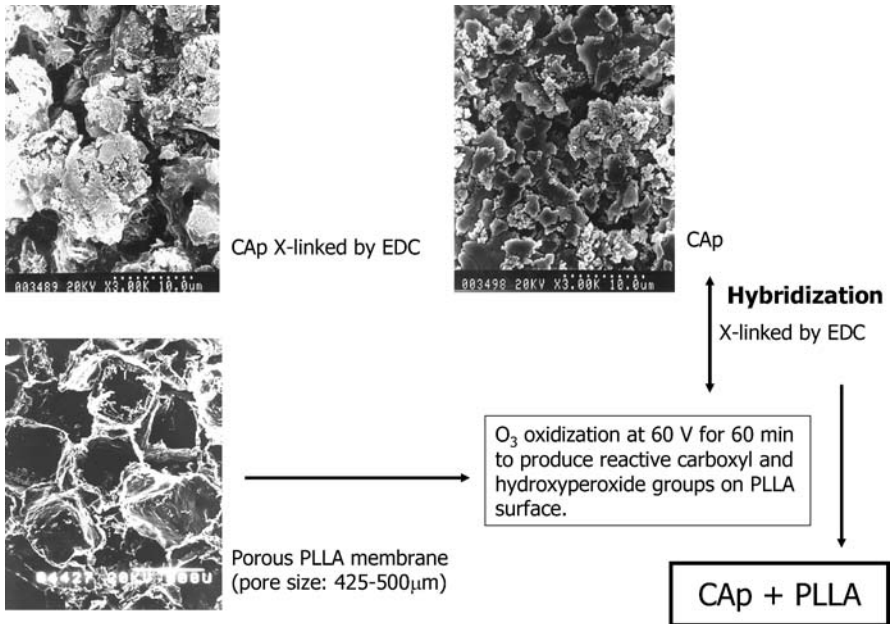 CAp X-linked by EDC
003489 20KV X3.00K 10.0um
CAp
003498 20KV X3.00K 10.0um
Hybridization
X-linked by EDC
O3 oxidization at 60 V for 60 min
to produce reactive carboxyl and
hydroxyperoxide groups on PLLA
surface.
04427 20KV
Porous PLLA membrane
(pore size: 425-500μm)
CAp + PLLA